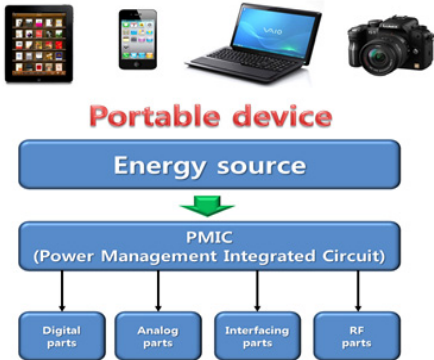 VAIO
Portable device
Energy source
PMIC
(Power Management Integrated Circuit)
Digital
parts
Analog
parts
Interfacing
parts
RF
parts